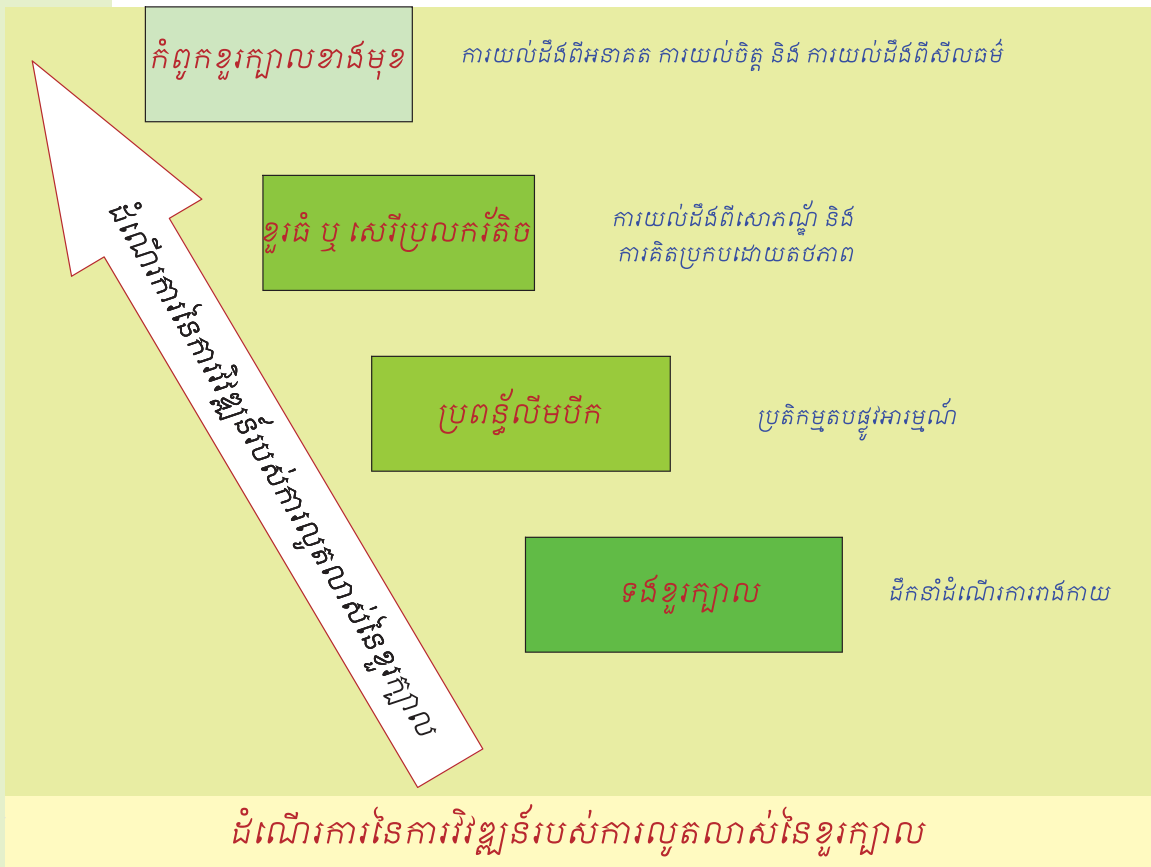 កំពូកខួរក្បាលខាងមុខ
ការយល់ដឹងពីអនាគត ការយល់ចិត្ត និង ការយល់ដឹងពីសីលធម៌
ខួរធំ ឬ សេរីប្រលករ័តិច
ការយល់ដឹងពីសោភណ្ឌ័ និង
ការគិតប្រកបដោយតថភាព
ប្រពន្ធ័លីមបីក
ប្រតិកម្មតបផ្លូវអារម្មណ៍
ទងខួរក្បាល
ដឹកនាំដំណើរការរាងកាយ
ដំណើរការនៃការវិវឌ្ឍន៍របស់ការលូតលាស់នៃខួរក្បាល
ដំណើរការនៃការវិវឌ្ឍន៍របស់ការលូតលាស់នៃខួរក្បាល